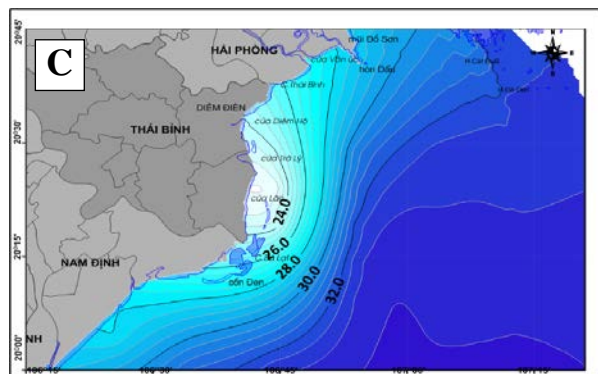 C
HẢI PHÒNG
mũi Đồ Sơn
cửa Văn úc
hòn Dấu
C.Thái Bình
DIÊM ĐIỀN
cửa Diêm Hộ
THÁI BÌNH
cửa Trà Lý
cửa Lân
24.0
26.0
28.0
30.0
32.0
NAM ĐỊNH
cồn Đen
20°45'
20°30'
20°15'
20°00'